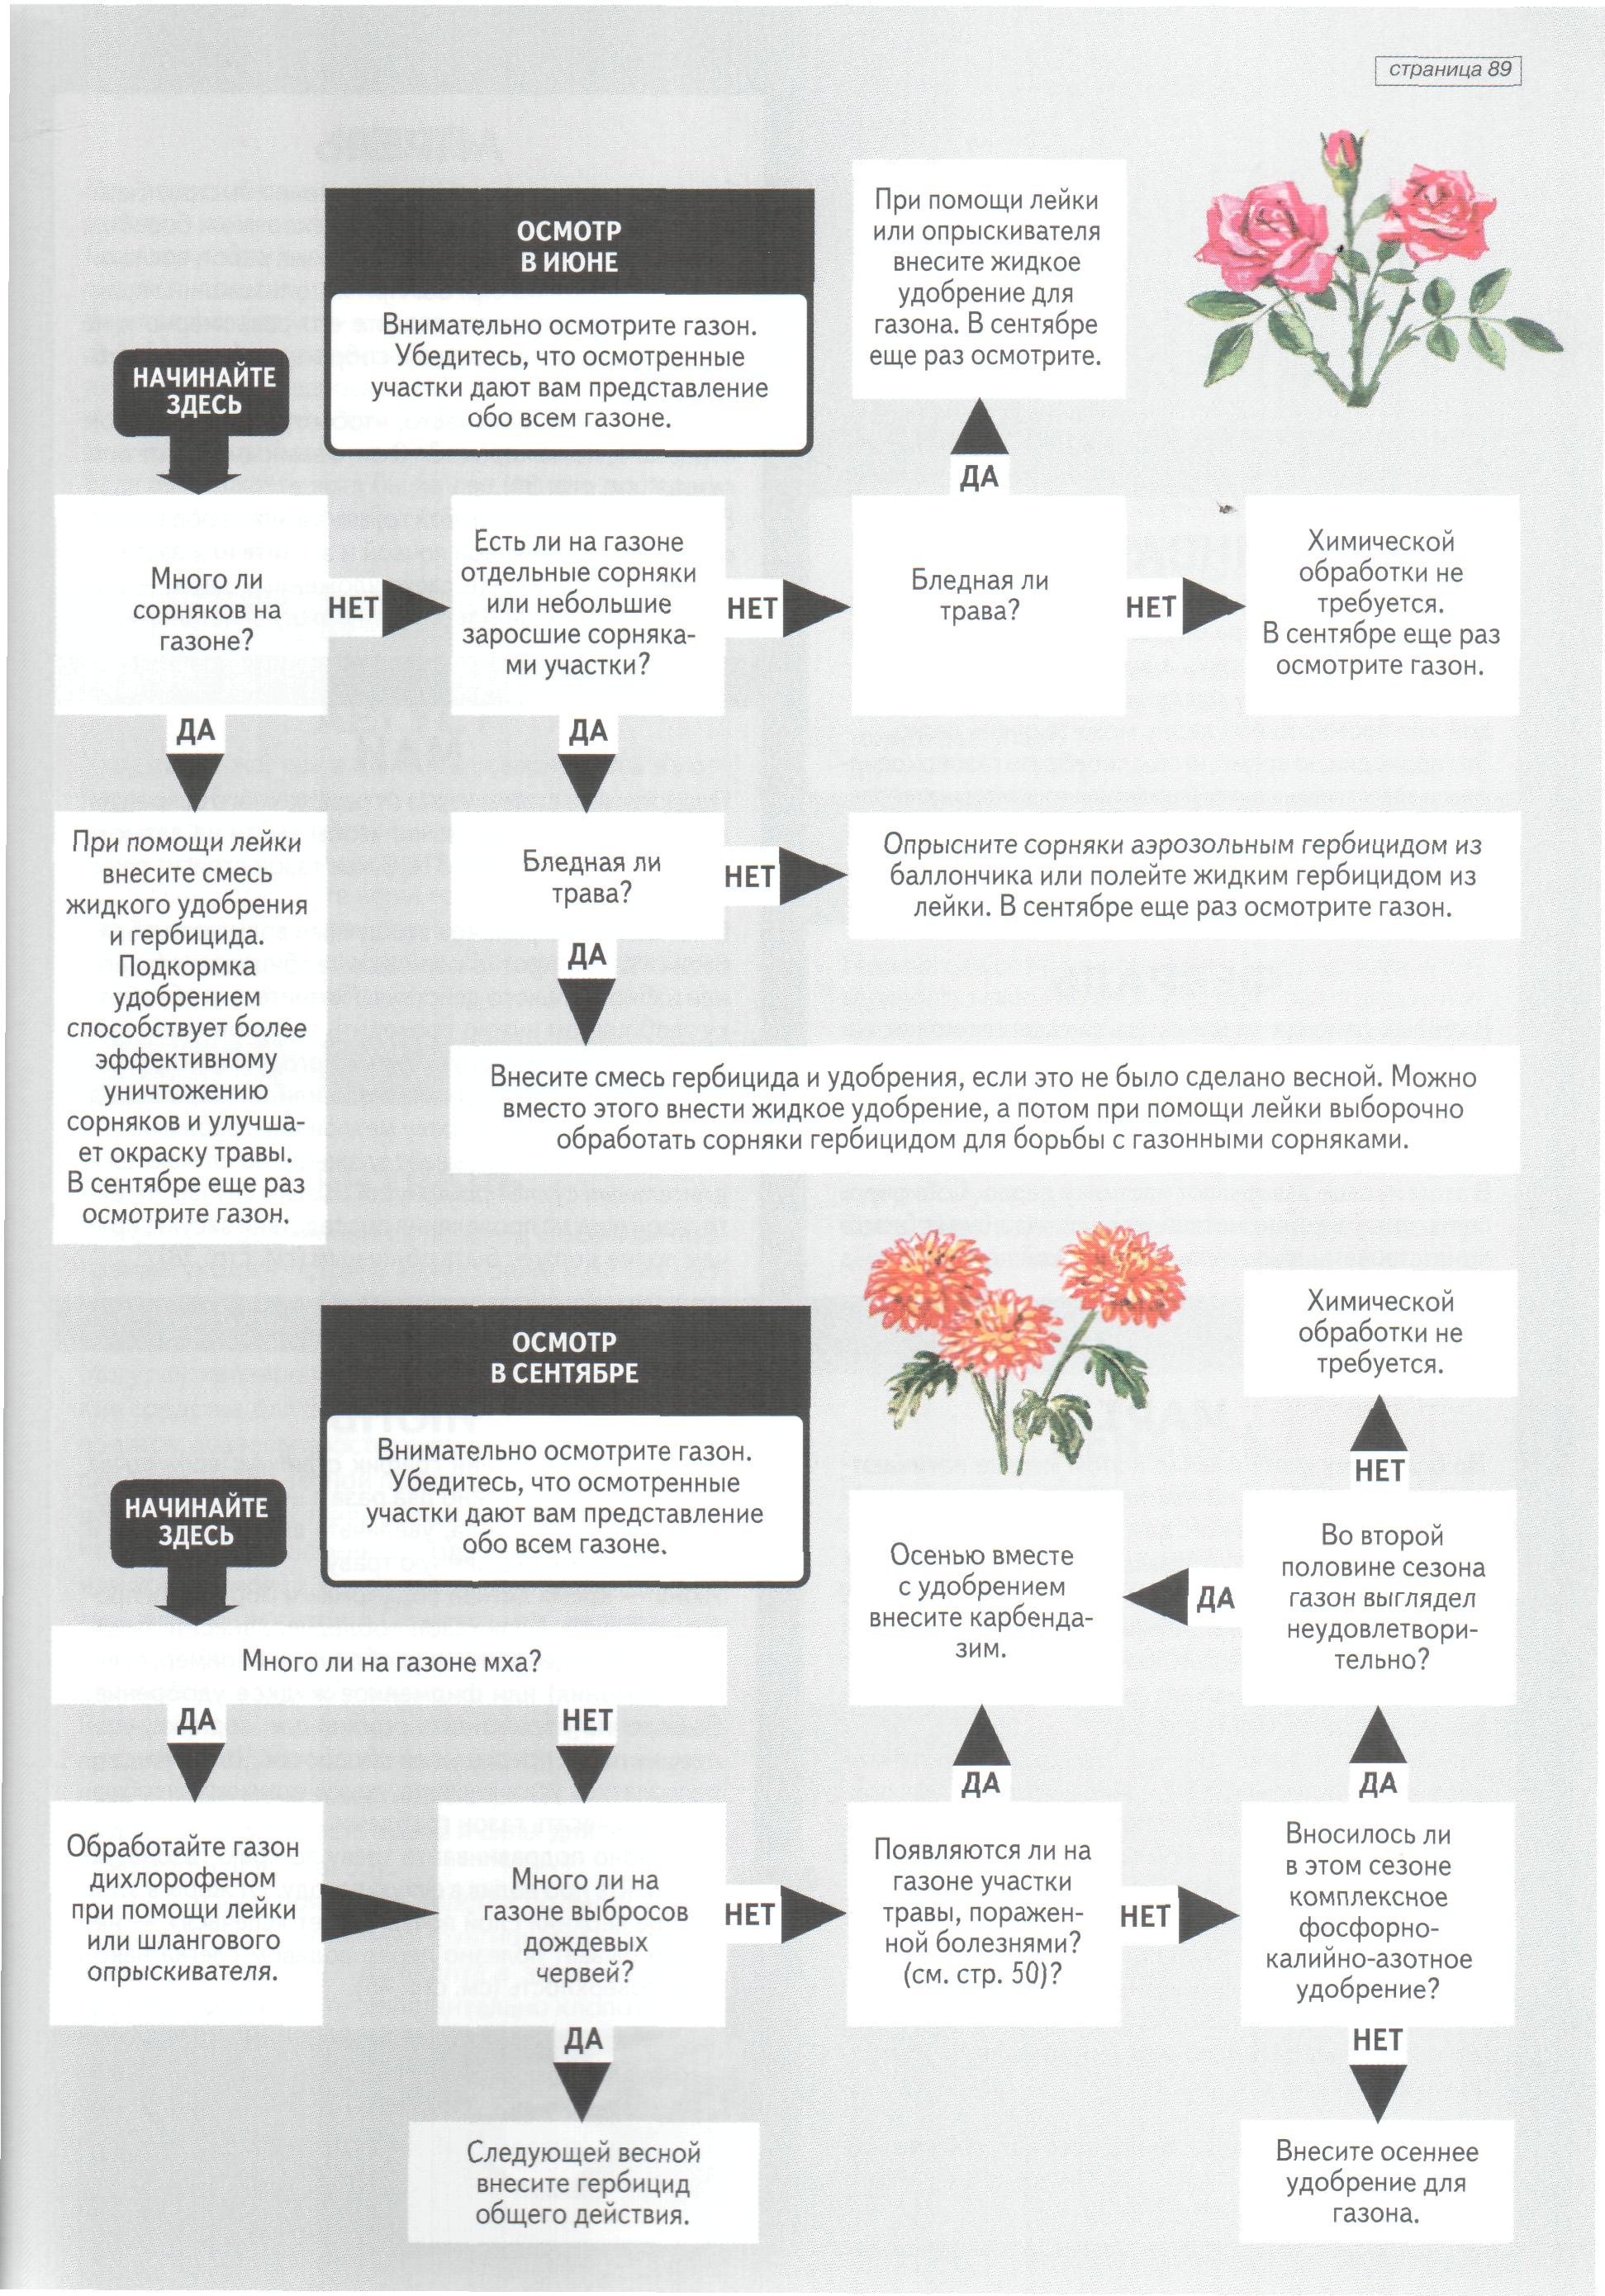 страница 89
ОСМОТР
В ИЮНЕ
Внимательно осмотрите газон.
Убедитесь, что осмотренные
участки дают вам представление
обо всем газоне.
При помощи лейки
или опрыскивателя
внесите жидкое
удобрение для
газона. В сентябре
еще раз осмотрите.
НАЧИНАЙТЕ
ЗДЕСЬ
ДА
Много ли
сорняков на
газоне?
НЕТ
Есть ли на газоне
отдельные сорняки
или небольшие
заросшие сорняка-
ми участки?
НЕТ
Бледная ли
трава?
НЕТ
Химической
обработки не
требуется.
В сентябре еще раз
осмотрите газон.
ДА
ДА
При помощи лейки
внесите смесь
жидкого удобрения
и гербицида.
Подкормка
удобрением
способствует более
эффективному
уничтожению
сорняков и улучша-
ет окраску травы.
В сентябре еще раз
осмотрите газон.
Бледная ли
трава?
НЕТ
Опрысните сорняки аэрозольным гербицидом из
баллончика или полейте жидким гербицидом из
лейки. В сентябре еще раз осмотрите газон.
ДА
Внесите смесь гербицида и удобрения, если это не было сделано весной. Можно
вместо этого внести жидкое удобрение, а потом при помощи лейки выборочно
обработать сорняки гербицидом для борьбы с газонными сорняками.
ОСМОТР
В СЕНТЯБРЕ
Внимательно осмотрите газон.
Убедитесь, что осмотренные
участки дают вам представление
обо всем газоне.
Химической
обработки не
требуется.
НЕТ
НАЧИНАЙТЕ
ЗДЕСЬ
Осенью вместе
с удобрением
внесите карбенда-
зим.
ДА
Во второй
половине сезона
газон выглядел
неудовлетвори-
тельно?
Много ли на газоне мха?
ДА
НЕТ
ДА
ДА
Обработайте газон
дихлорофеном
при помощи лейки
или шлангового
опрыскивателя.
Много ли на
газоне выбросов
дождевых
червей?
НЕТ
Появляются ли на
газоне участки
травы, поражен-
ной болезнями?
(см. стр. 50)?
НЕТ
Вносилось ли
в этом сезоне
комплексное
фосфорно-
калийно-азотное
удобрение?
ДА
НЕТ
Следующей весной
внесите гербицид
общего действия.
Внесите осеннее
удобрение для
газона.